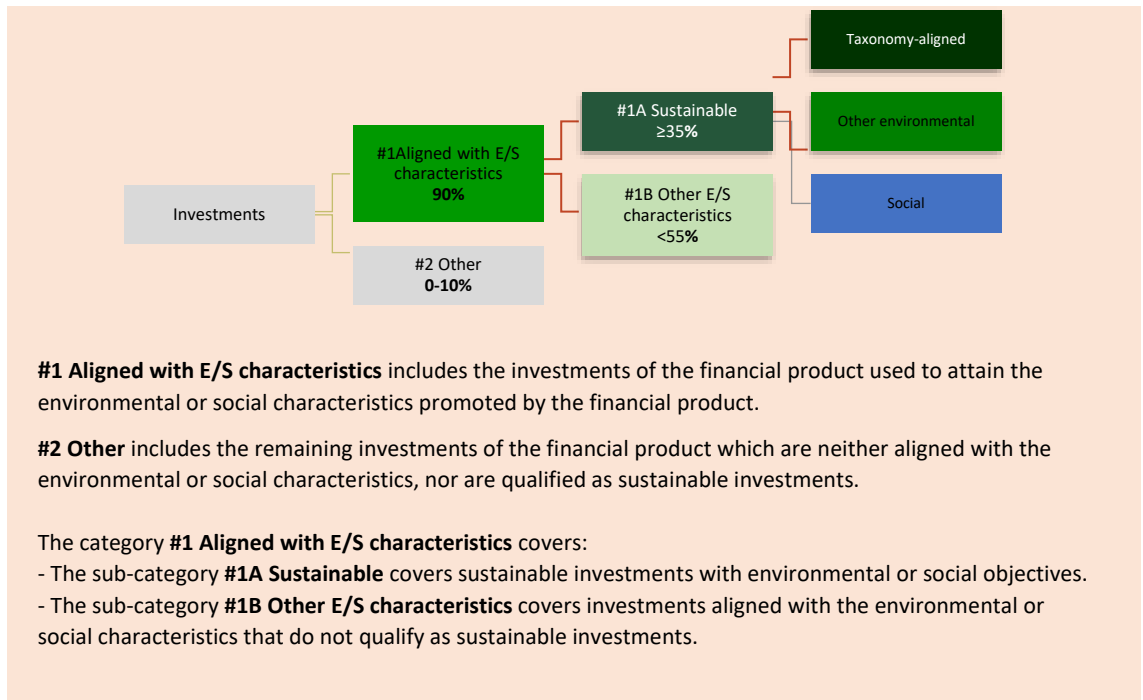 Taxonomy-aligned
#1A Sustainable
≥35%
Other environmental
#1Aligned with E/S
characteristics
90%
Investments
#1B Other E/S
characteristics
<55%
Social
#2 Other
0-10%
#1 Aligned with E/S characteristics includes the investments of the financial product used to attain the
environmental or social characteristics promoted by the financial product.
#2 Other includes the remaining investments of the financial product which are neither aligned with the
environmental or social characteristics, nor are qualified as sustainable investments.
The category #1 Aligned with E/S characteristics covers:
- The sub-category #1A Sustainable covers sustainable investments with environmental or social objectives.
- The sub-category #1B Other E/S characteristics covers investments aligned with the environmental or
social characteristics that do not qualify as sustainable investments.